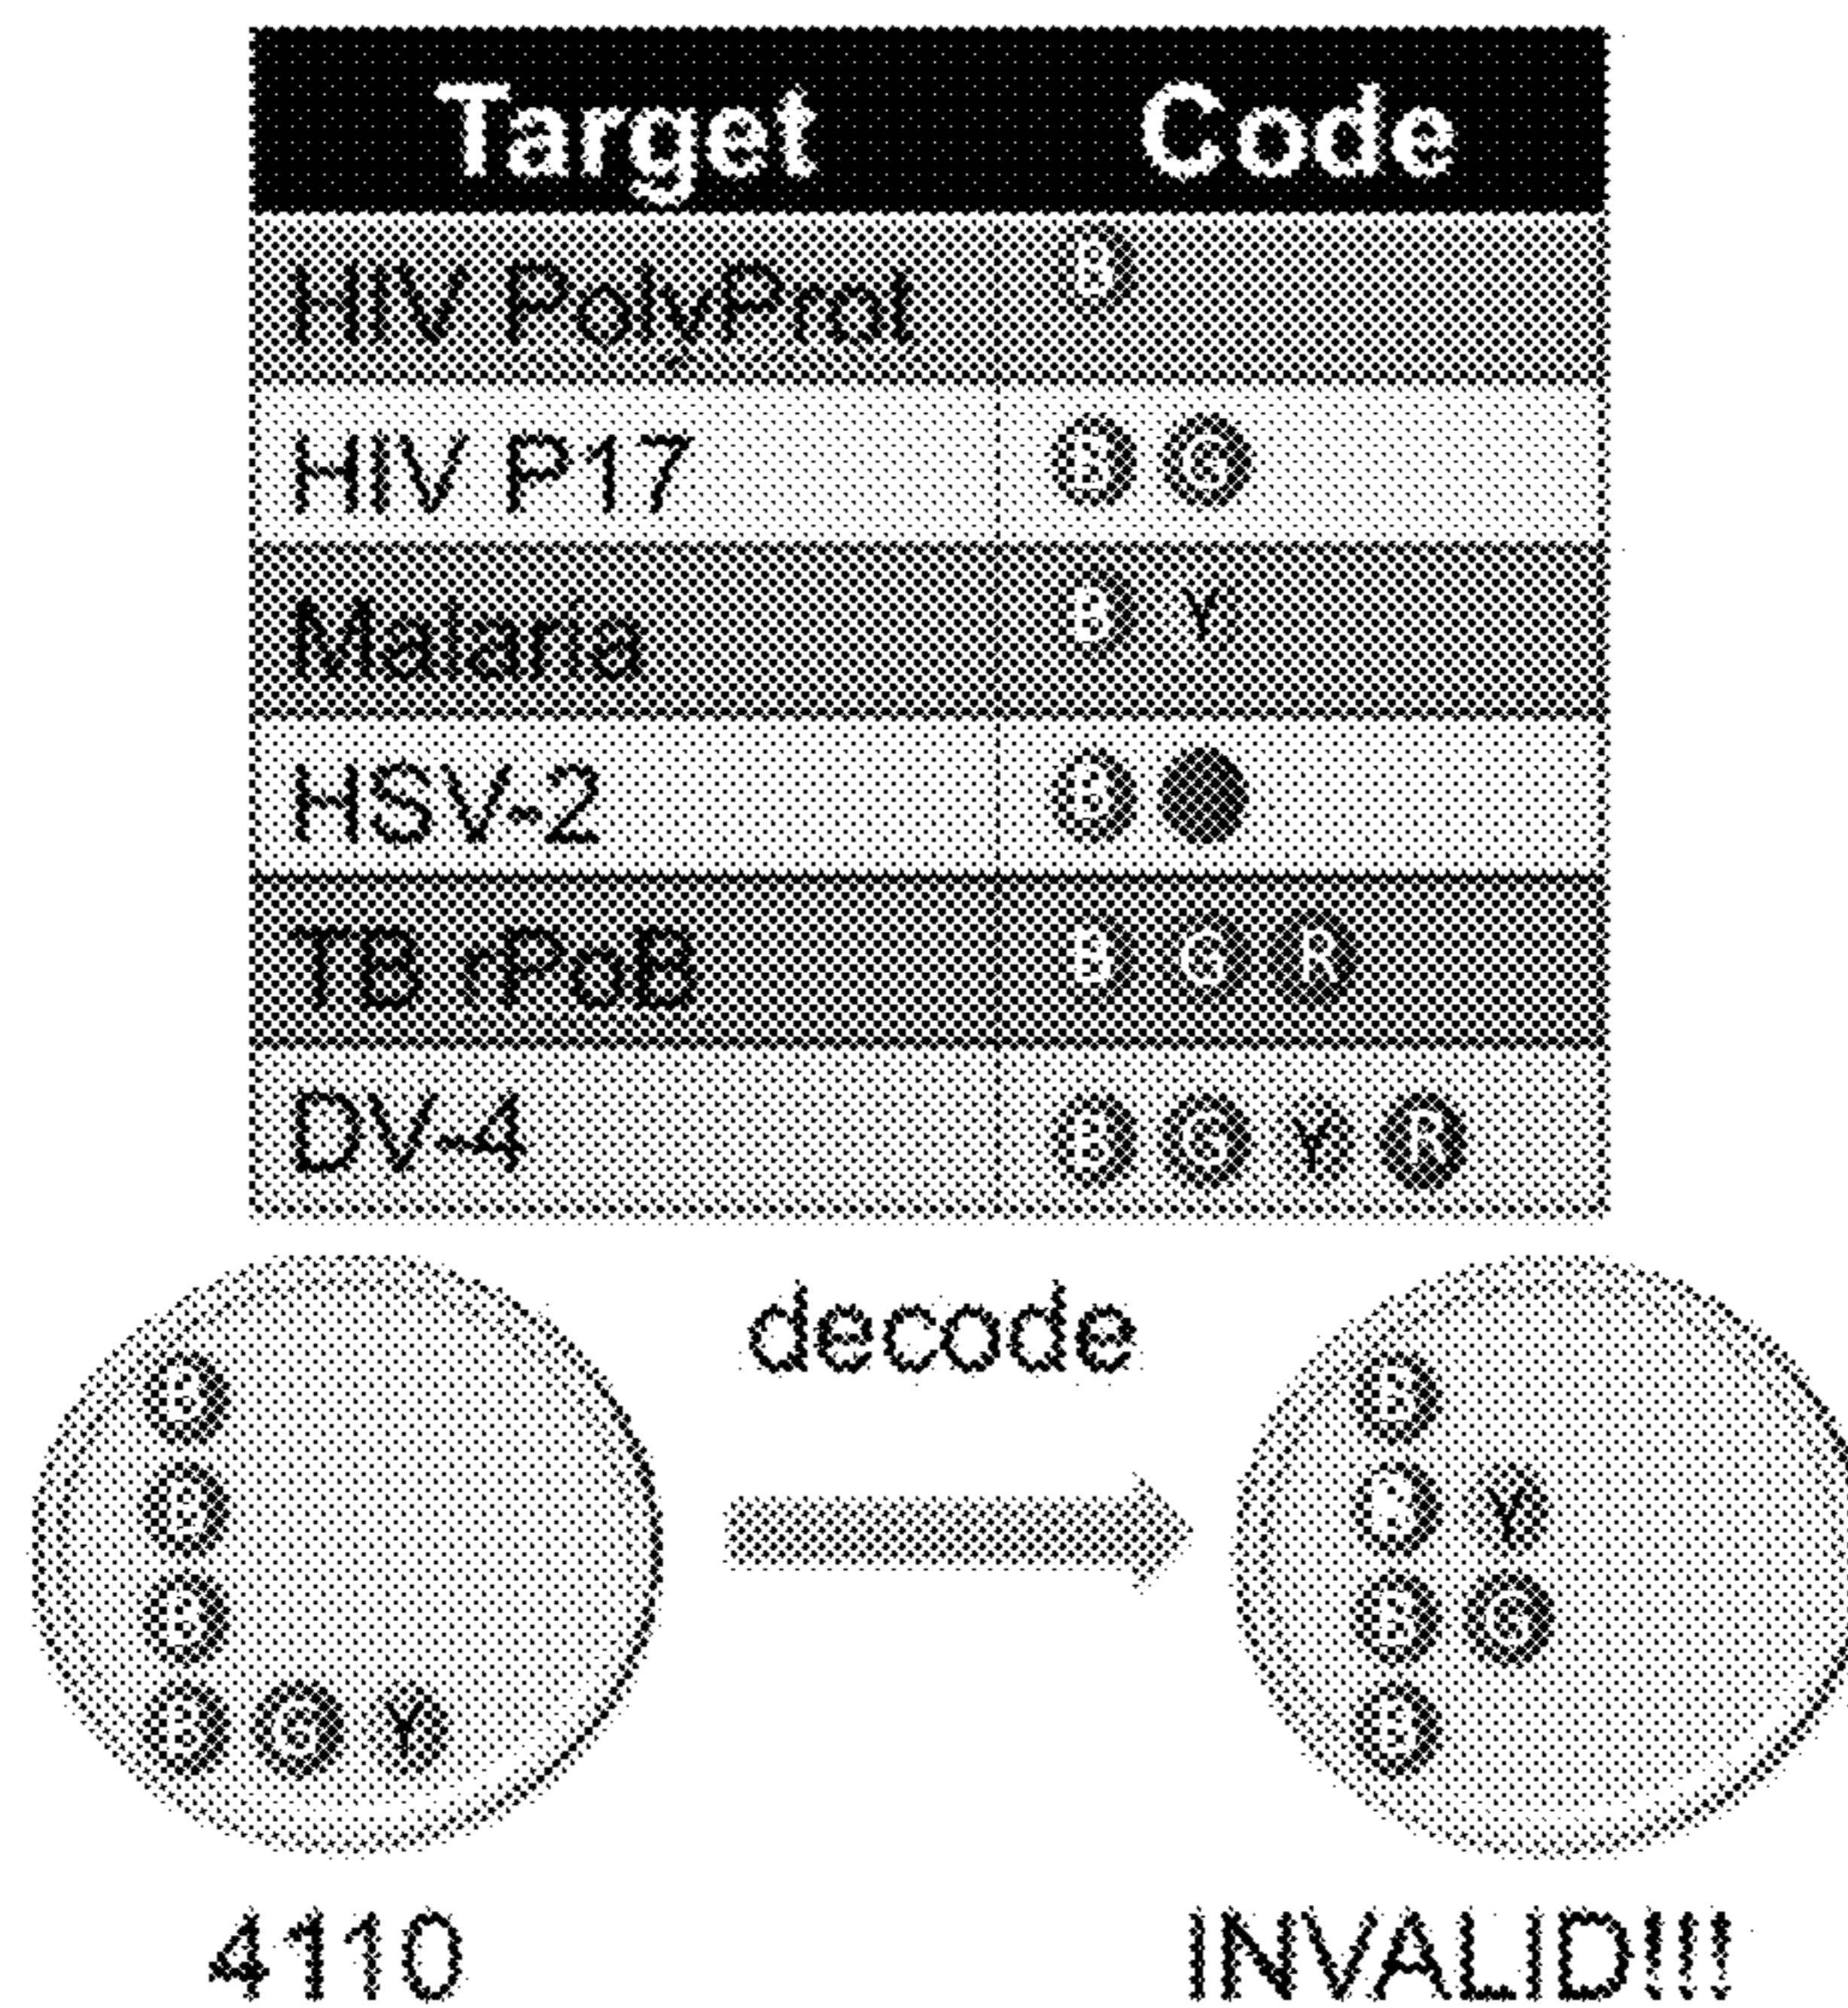 Target Code
HIV PolyProt B
HIV P17 B G
Malaria B Y
HSV-2 B
TB rPoB B G R
DV-4 B G Y R
decode
B
B
B
B G Y
B
B Y
B G
B
4110
INVALID!!!